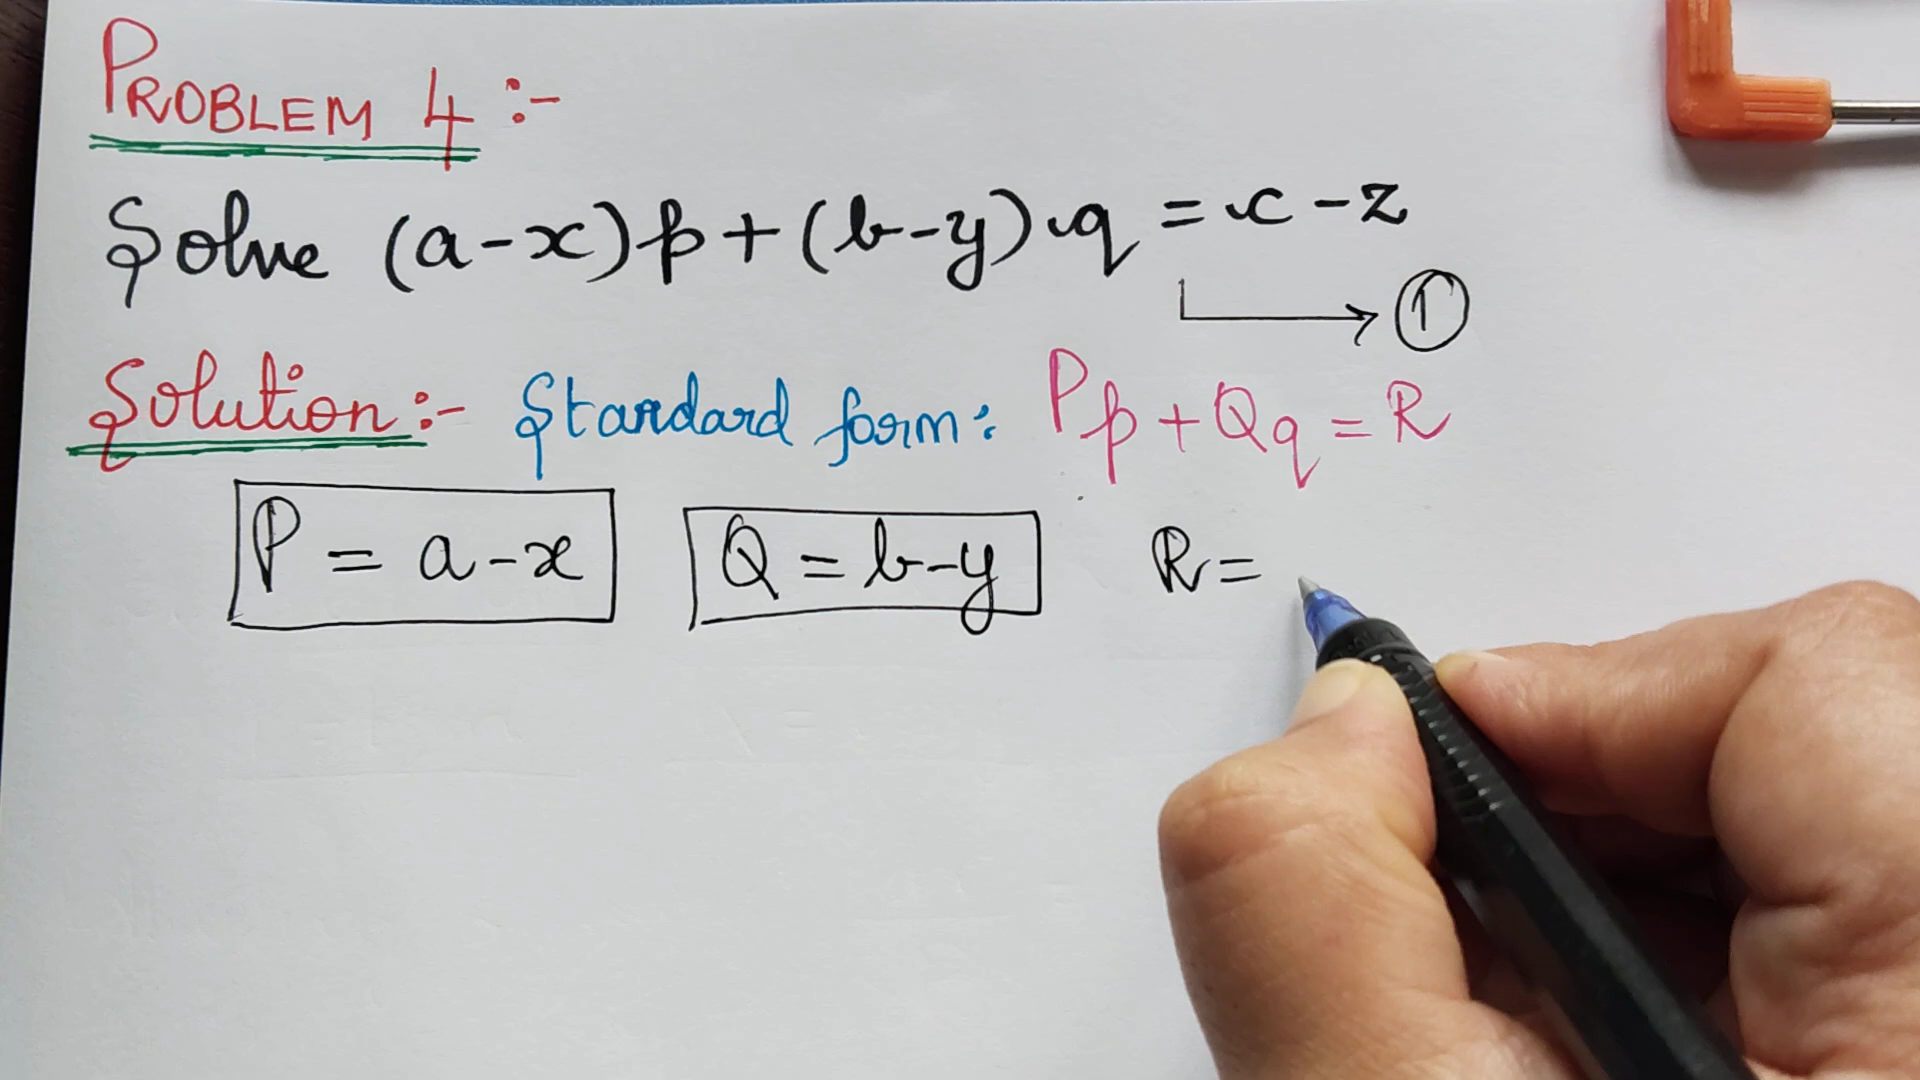 PROBLEM 4 :-
Solve (a-x)p+(b-y)q=c-z
①
Solution:- Standard form: Pp+Qq=R
P = a-x Q = b-y R =